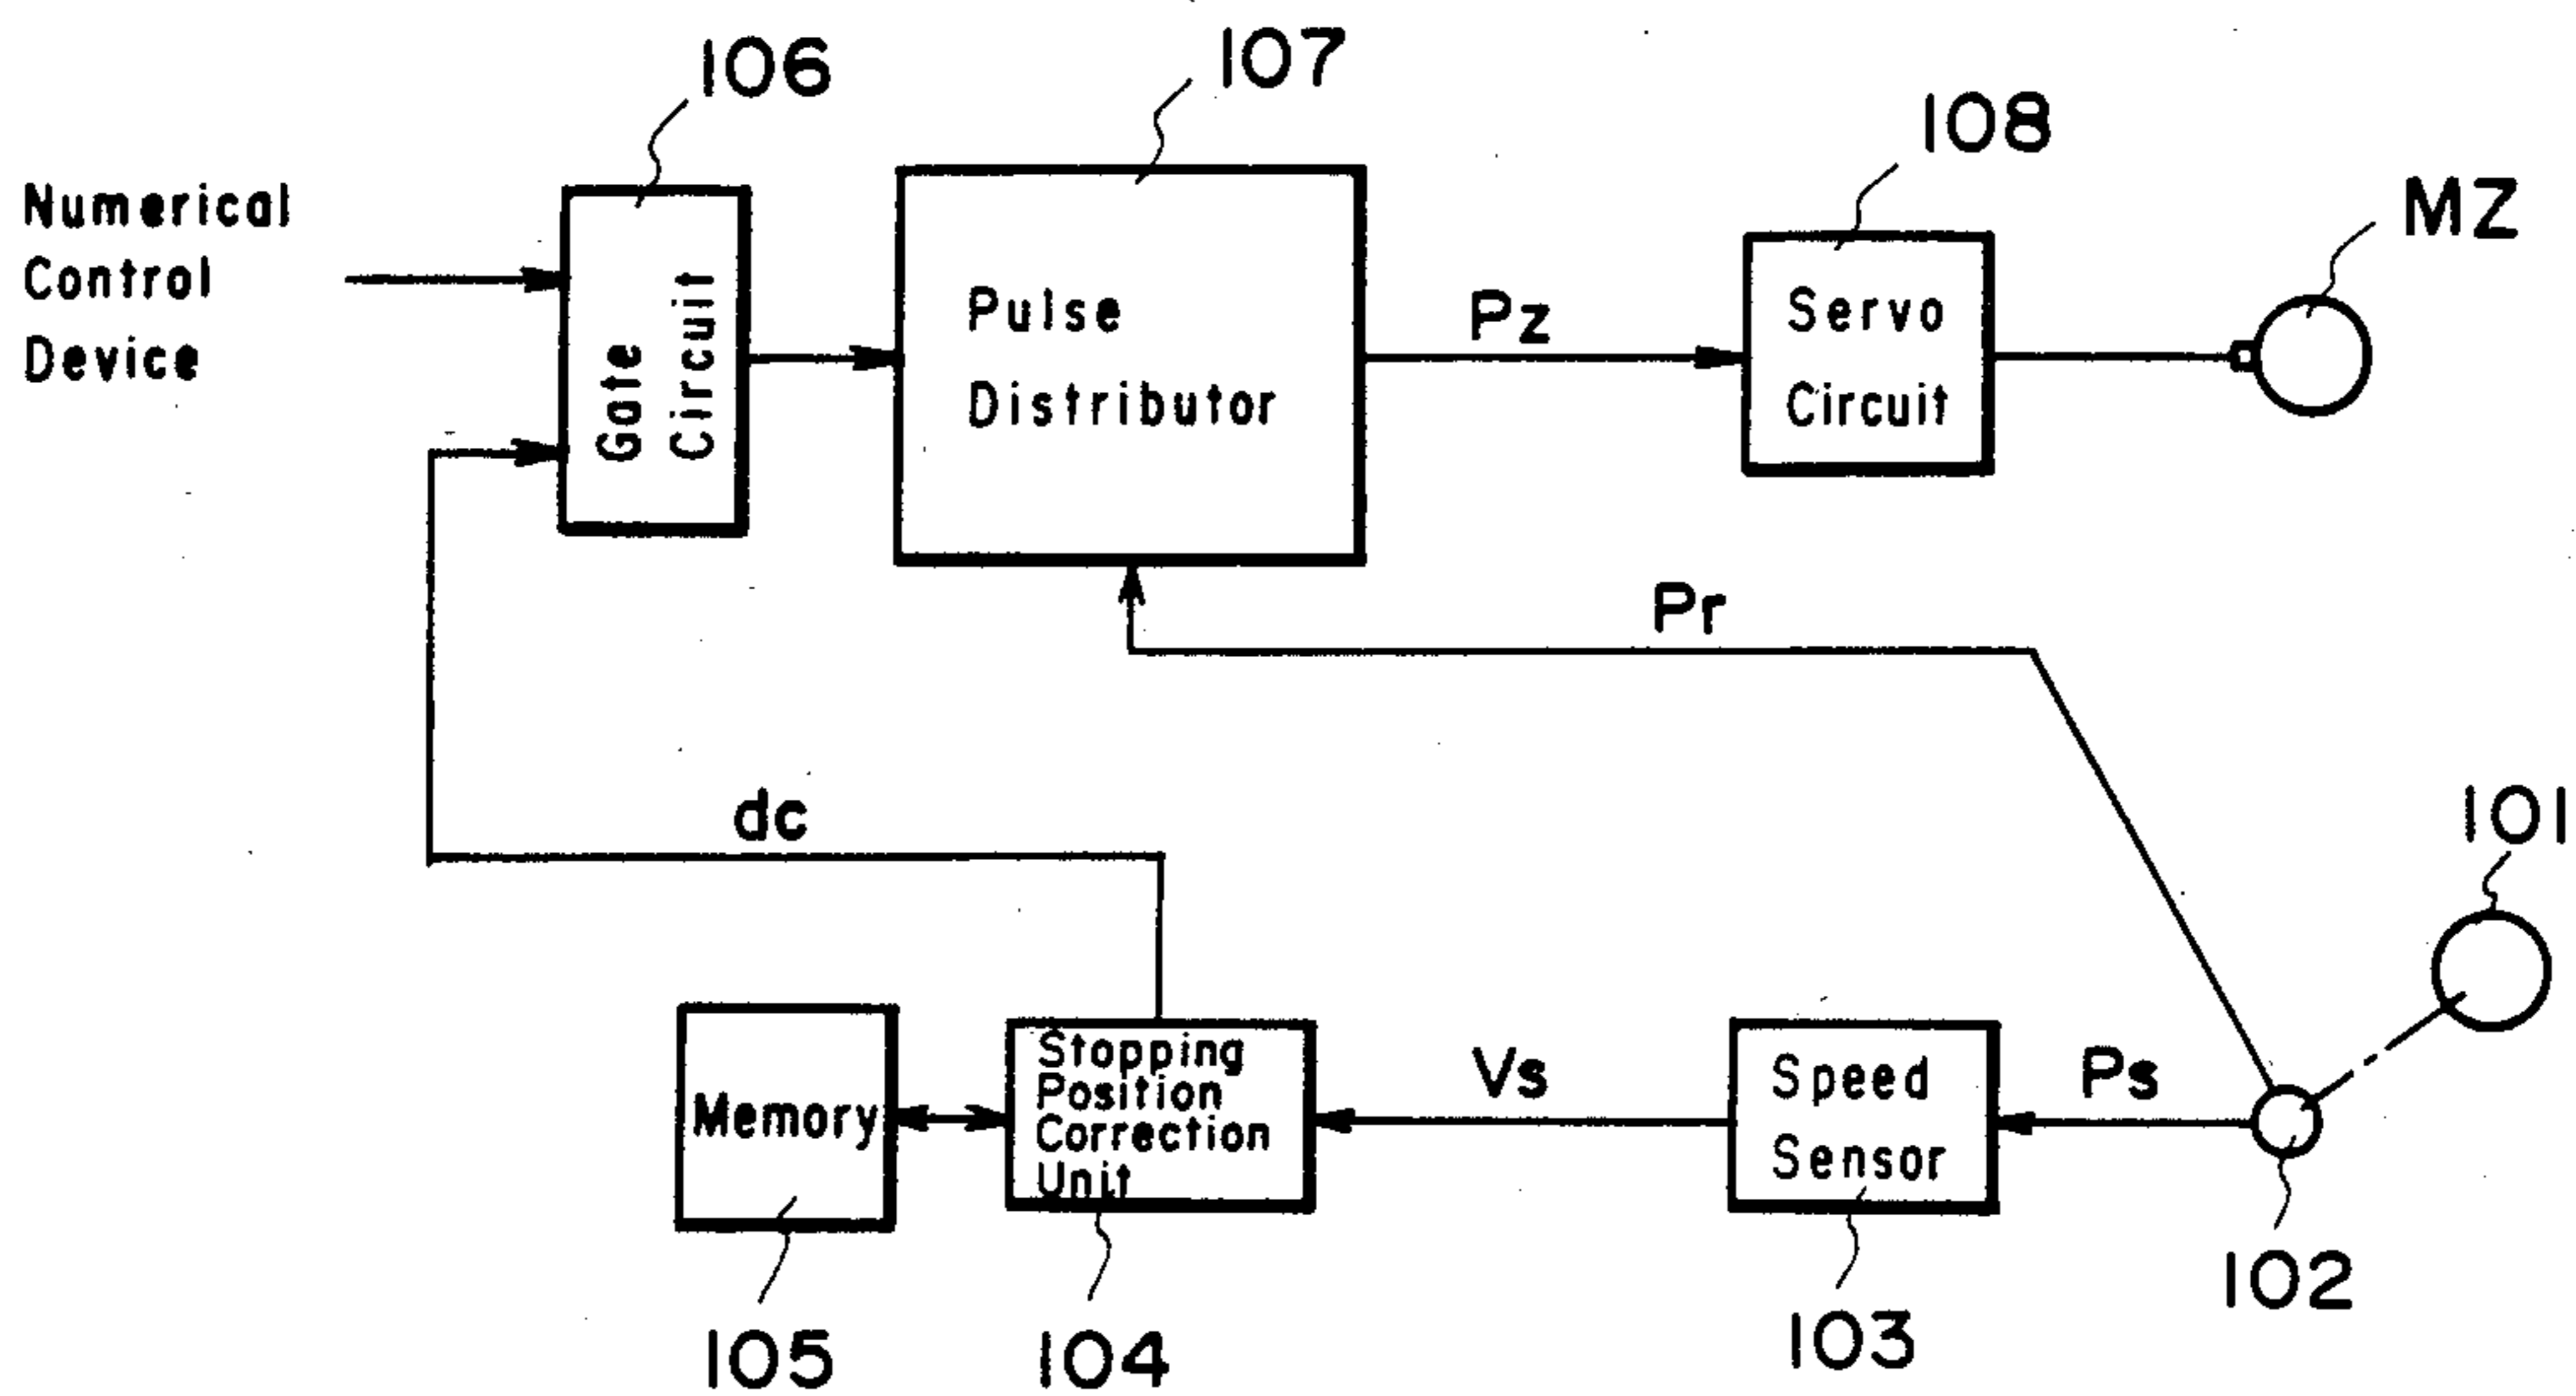 106
107
108
MZ
Numerical
Control
Device
Gate
Circuit
Pulse
Distributor
Pz
Servo
Circuit
Pr
dc
101
Memory
Stopping
Position
Correction
Unit
Vs
Speed
Sensor
Ps
102
103
104
105